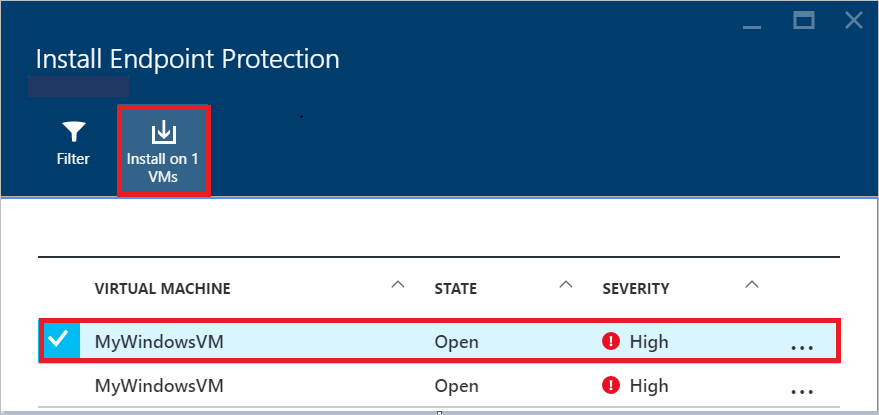 Install Endpoint Protection
Filter
Install on 1
VMs
VIRTUAL MACHINE STATE SEVERITY
MyWindowsVM Open High ...
MyWindowsVM Open High ...